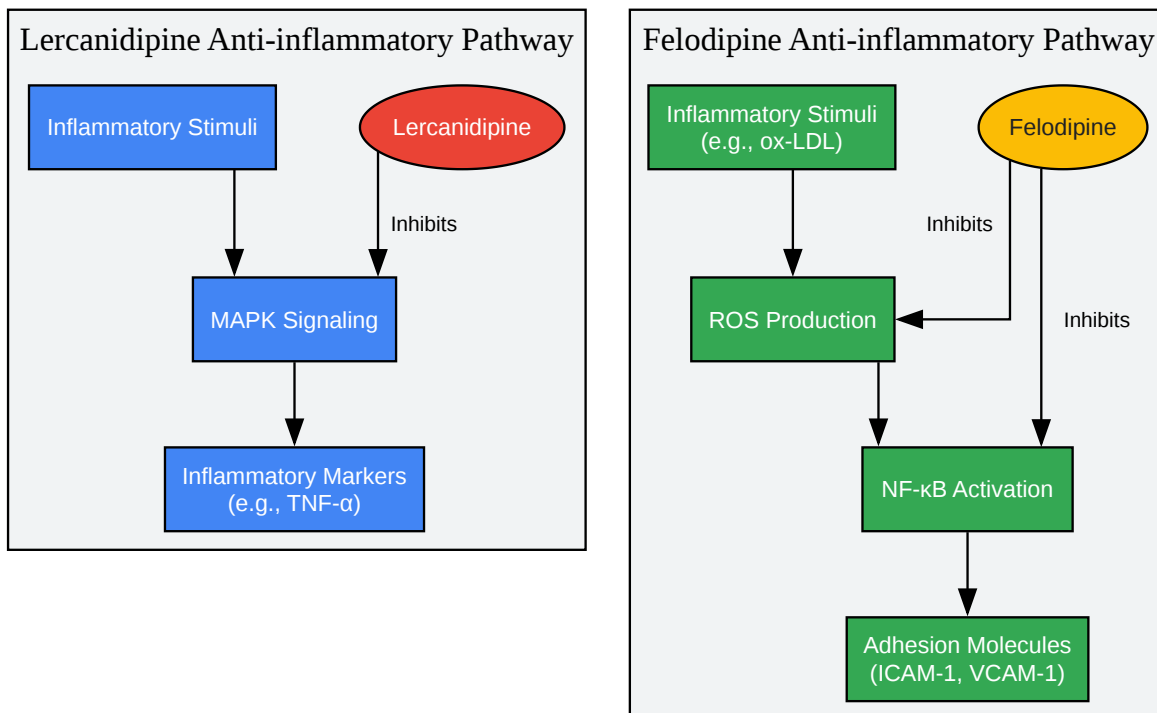 Lercanidipine Anti-inflammatory Pathway
Inflammatory Stimuli
Lercanidipine
Inhibits
MAPK Signaling
Inflammatory Markers
(e.g., TNF-α)
Felodipine Anti-inflammatory Pathway
Inflammatory Stimuli
(e.g., ox-LDL)
Felodipine
Inhibits
ROS Production
Inhibits
NF-κB Activation
Adhesion Molecules
(ICAM-1, VCAM-1)